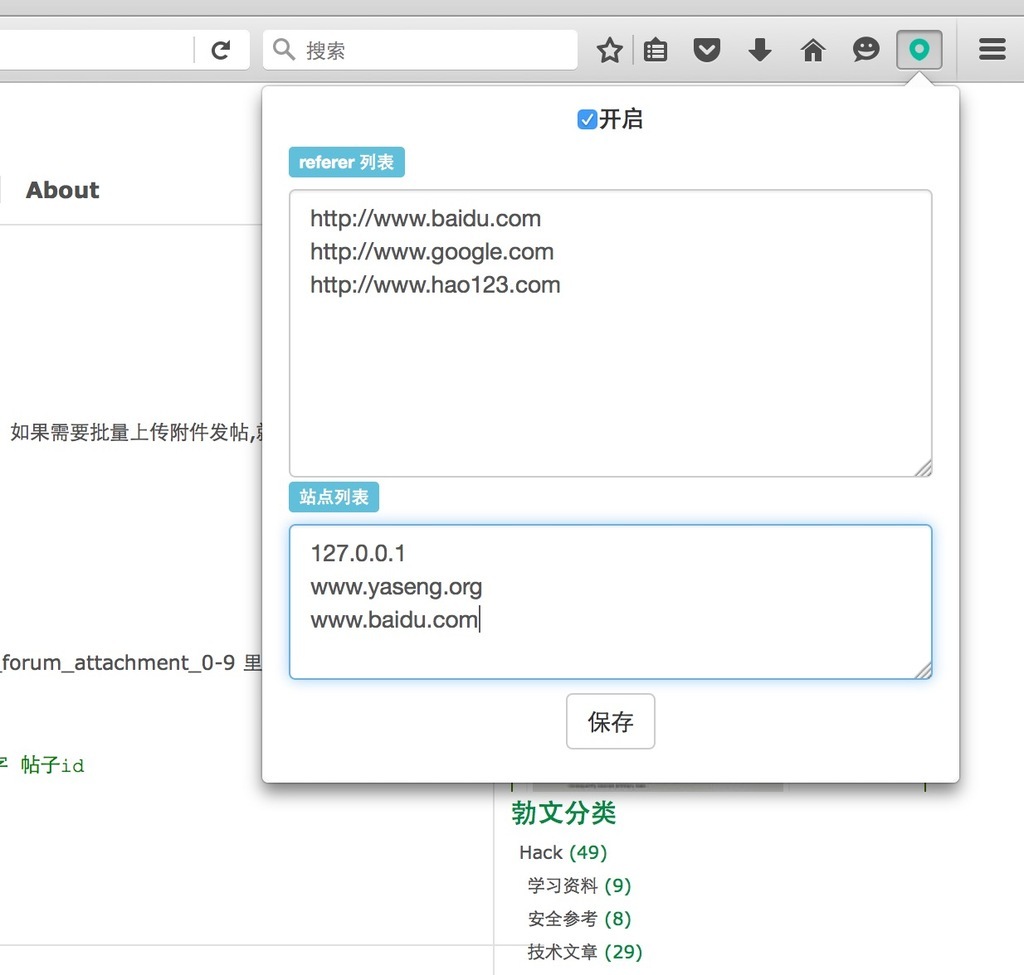 搜索
开启
referer 列表
About
http://www.baidu.com
http://www.google.com
http://www.hao123.com
如果需要批量上传附件发帖,
站点列表
127.0.0.1
www.yaseng.org
www.baidu.com
_forum_attachment_0-9 里
保存
帖子id
勃文分类
Hack (49)
学习资料 (9)
安全参考 (8)
技术文章 (29)